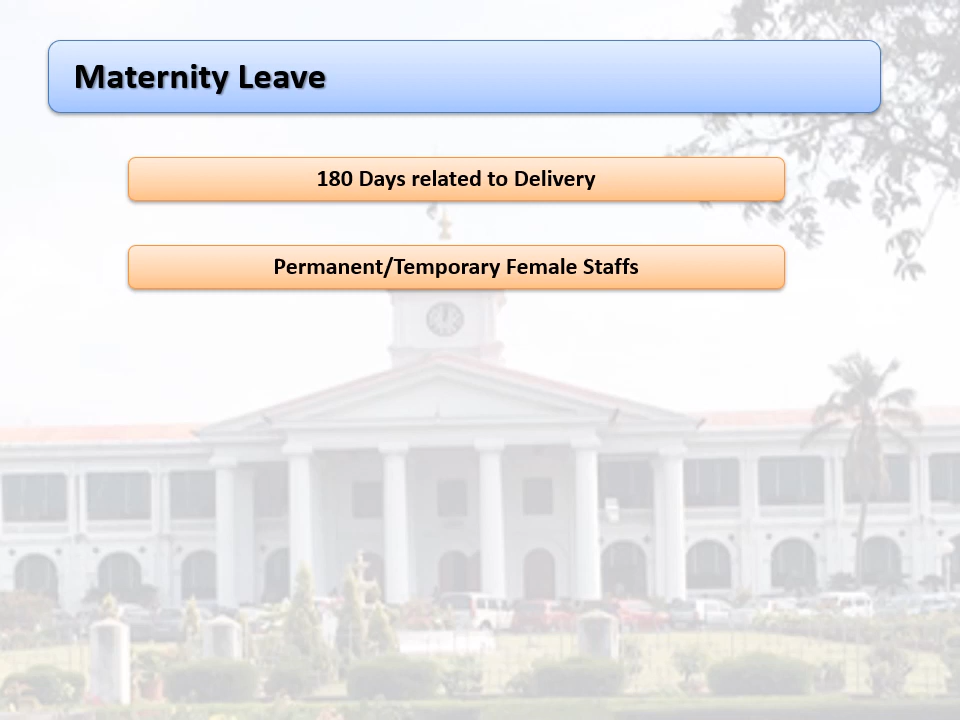 Maternity Leave
180 Days related to Delivery
Permanent/Temporary Female Staffs